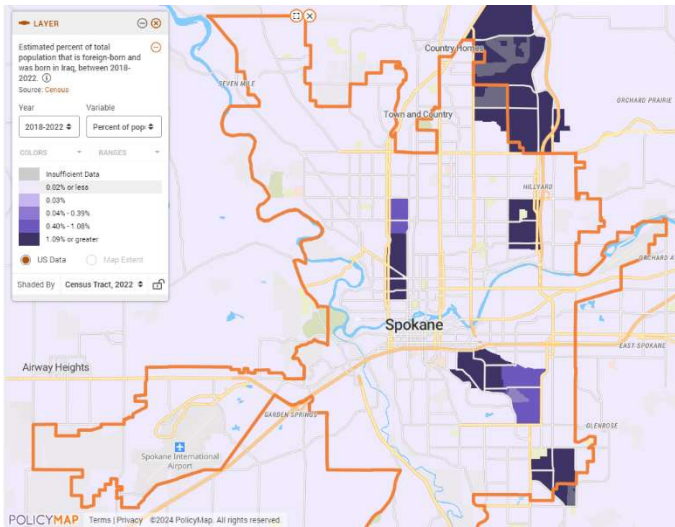 LAYER
Estimated percent of total
population that is foreign-born and
was born in Iraq, between 2018-
2022.
Source: Census
Year Variable
2018-2022 Percent of pop
COLORS RANGES
Insufficient Data
0.02% or less
0.03%
0.04% - 0.39%
0.40% - 1.08%
1.09% or greater
US Data Map Extent
Shaded By Census Tract, 2022
Country Homes
SEVEN MILE
ORCHARD PRAIRIE
Town and Country
HILLYARD
ORCHARD A
Spokane
EAST SPOKANE
Airway Heights
GARDEN SPRINGS
GLENROSE
Spokane International
Airport
POLICYMAP Terms | Privacy ©2024 PolicyMap. All rights reserved.